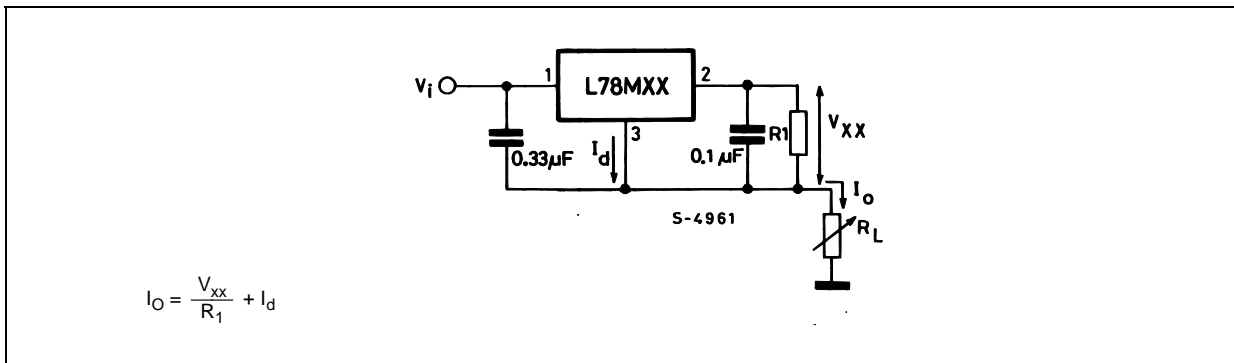 1 L78MXX 2
Vi
3
0.33µF
Id
0.1µF
R1
VXX
Io
S-4961
RL
IO = Vxx / R1 + Id